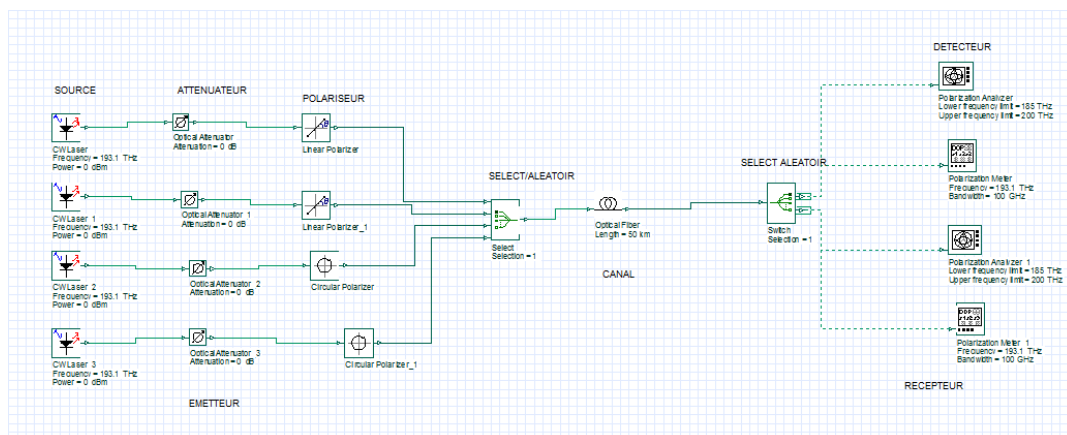 SOURCE
ATTENUATEUR
POLARISEUR
DETECTEUR
CW Laser
Frequency = 193.1 THz
Power = 0 dBm
Optical Attenuator
Attenuation = 0 dB
Linear Polarizer
CW Laser 1
Frequency = 193.1 THz
Power = 0 dBm
Optical Attenuator 1
Attenuation = 0 dB
Linear Polarizer_1
CW Laser 2
Frequency = 193.1 THz
Power = 0 dBm
Optical Attenuator 2
Attenuation = 0 dB
Circular Polarizer
CW Laser 3
Frequency = 193.1 THz
Power = 0 dBm
Optical Attenuator 3
Attenuation = 0 dB
Circular Polarizer_1
EMETTEUR
SELECT/ALEATOIR
Select
Selection = 1
Optical Fiber
Length = 50 km
CANAL
SELECT ALEATOIR
Switch
Selection = 1
Polarization Analizer
Lower frequency limit = 185 THz
Upper frequency limit = 200 THz
Polarization Meter
Frequency = 193.1 THz
Bandwidth = 100 GHz
Polarization Analizer 1
Lower frequency limit = 185 THz
Upper frequency limit = 200 THz
Polarization Meter 1
Frequency = 193.1 THz
Bandwidth = 100 GHz
RECEPTEUR